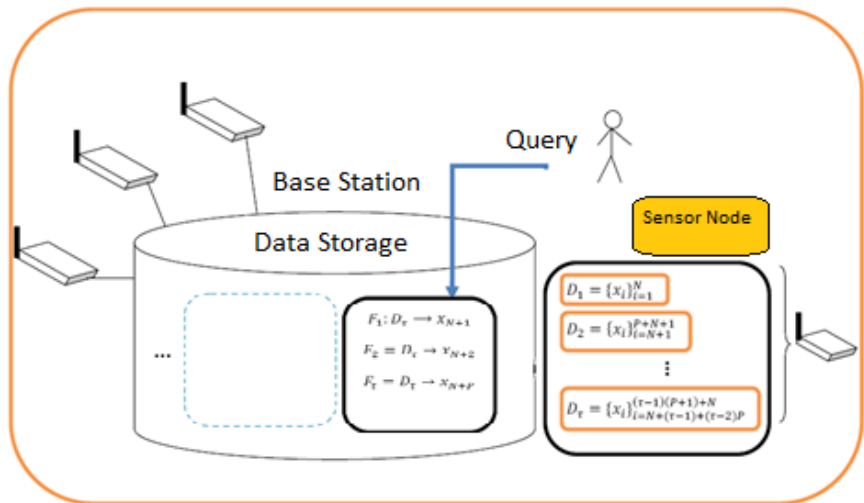 Query
Base Station
Sensor Node
Data Storage
...
F₁: D_τ ⟶ X_{N+1}
F₂ = D_τ → Y_{N+2}
F_τ = D_τ → x_{N+P}
D₁ = {x_i}_{i=1}^{N}
D₂ = {x_i}_{i=N+1}^{P+N+1}
⋮
D_τ = {x_i}_{i=N+(τ−1)+(τ−2)P}^{(τ−1)(P+1)+N}